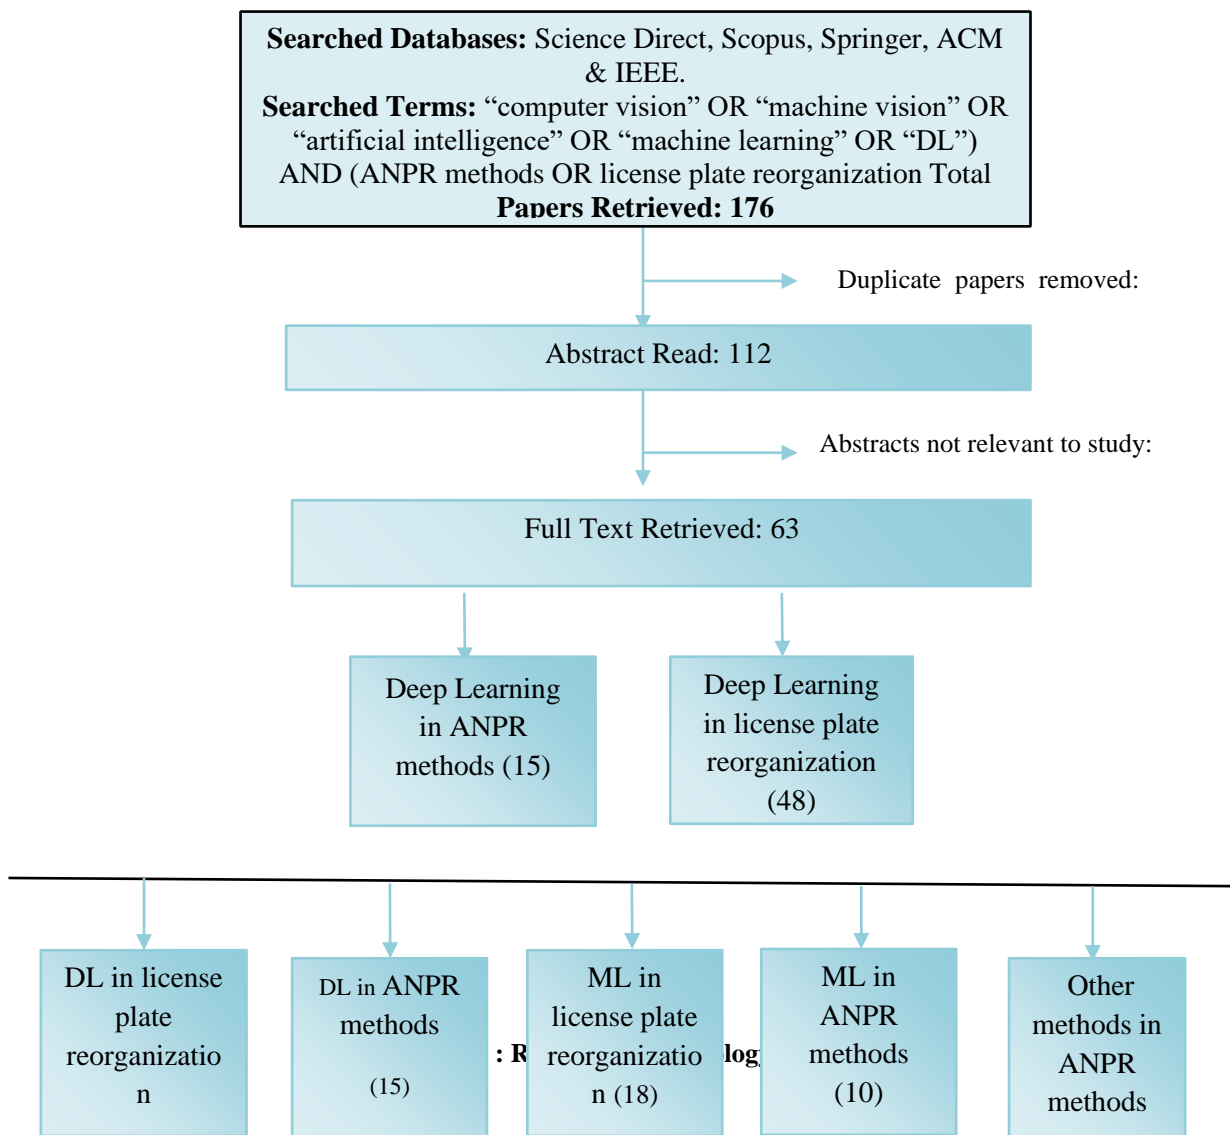 Searched Databases: Science Direct, Scopus, Springer, ACM
& IEEE.
Searched Terms: “computer vision” OR “machine vision” OR
“artificial intelligence” OR “machine learning” OR “DL”)
AND (ANPR methods OR license plate reorganization Total
Papers Retrieved: 176
Duplicate papers removed:
Abstract Read: 112
Abstracts not relevant to study:
Full Text Retrieved: 63
Deep Learning
in ANPR
methods (15)
Deep Learning
in license plate
reorganization
(48)
DL in license
plate
reorganizatio
n
DL in ANPR
methods
(15)
ML in
license plate
reorganizatio
n (18)
ML in
ANPR
methods
(10)
Other
methods in
ANPR
methods